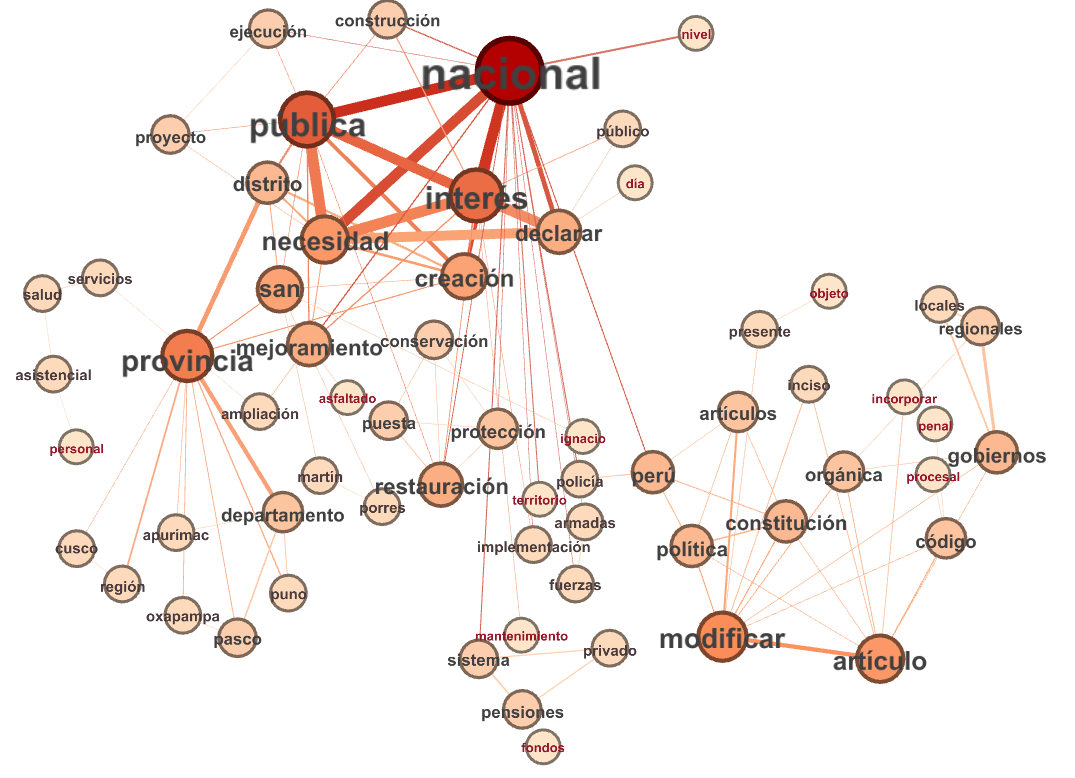 construcción
ejecución
nivel
nacional
publica
público
proyecto
distrito
día
interés
declarar
necesidad
creación
servicios
salud
san
objeto
locales
regionales
presente
mejoramiento
conservación
provincia
asistencial
inciso
asfaltado
incorporar
ampliación
artículos
puesta
penal
protección
ignacio
personal
gobiernos
martín
perú
orgánica
procesal
restauración
policía
territorio
porres
departamento
armadas
constitución
apurímac
cusco
implementación
política
código
región
fuerzas
puno
oxapampa
pasco
mantenimiento
modificar
sistema
privado
artículo
pensiones
fondos